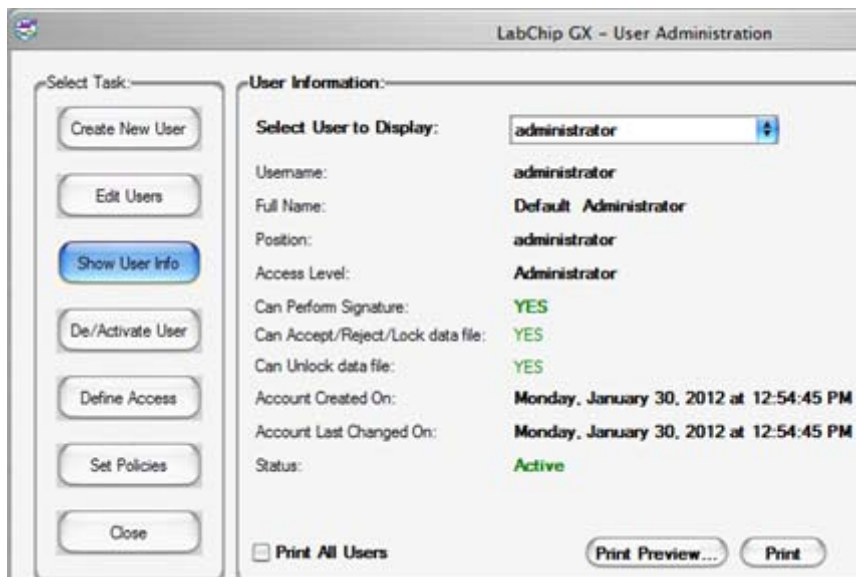 LabChip GX - User Administration
Select Task:
Create New User
Edit Users
Show User Info
De/Activate User
Define Access
Set Policies
Close
User Information:
Select User to Display: administrator
Username: administrator
Full Name: Default Administrator
Position: administrator
Access Level: Administrator
Can Perform Signature: YES
Can Accept/Reject/Lock data file: YES
Can Unlock data file: YES
Account Created On: Monday, January 30, 2012 at 12:54:45 PM
Account Last Changed On: Monday, January 30, 2012 at 12:54:45 PM
Status: Active
Print All Users
Print Preview...
Print